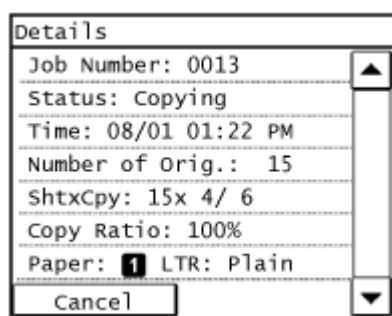 Details
Job Number: 0013
Status: Copying
Time: 08/01 01:22 PM
Number of Orig.: 15
ShtxCpy: 15x 4/ 6
Copy Ratio: 100%
Paper: 1 LTR: Plain
Cancel